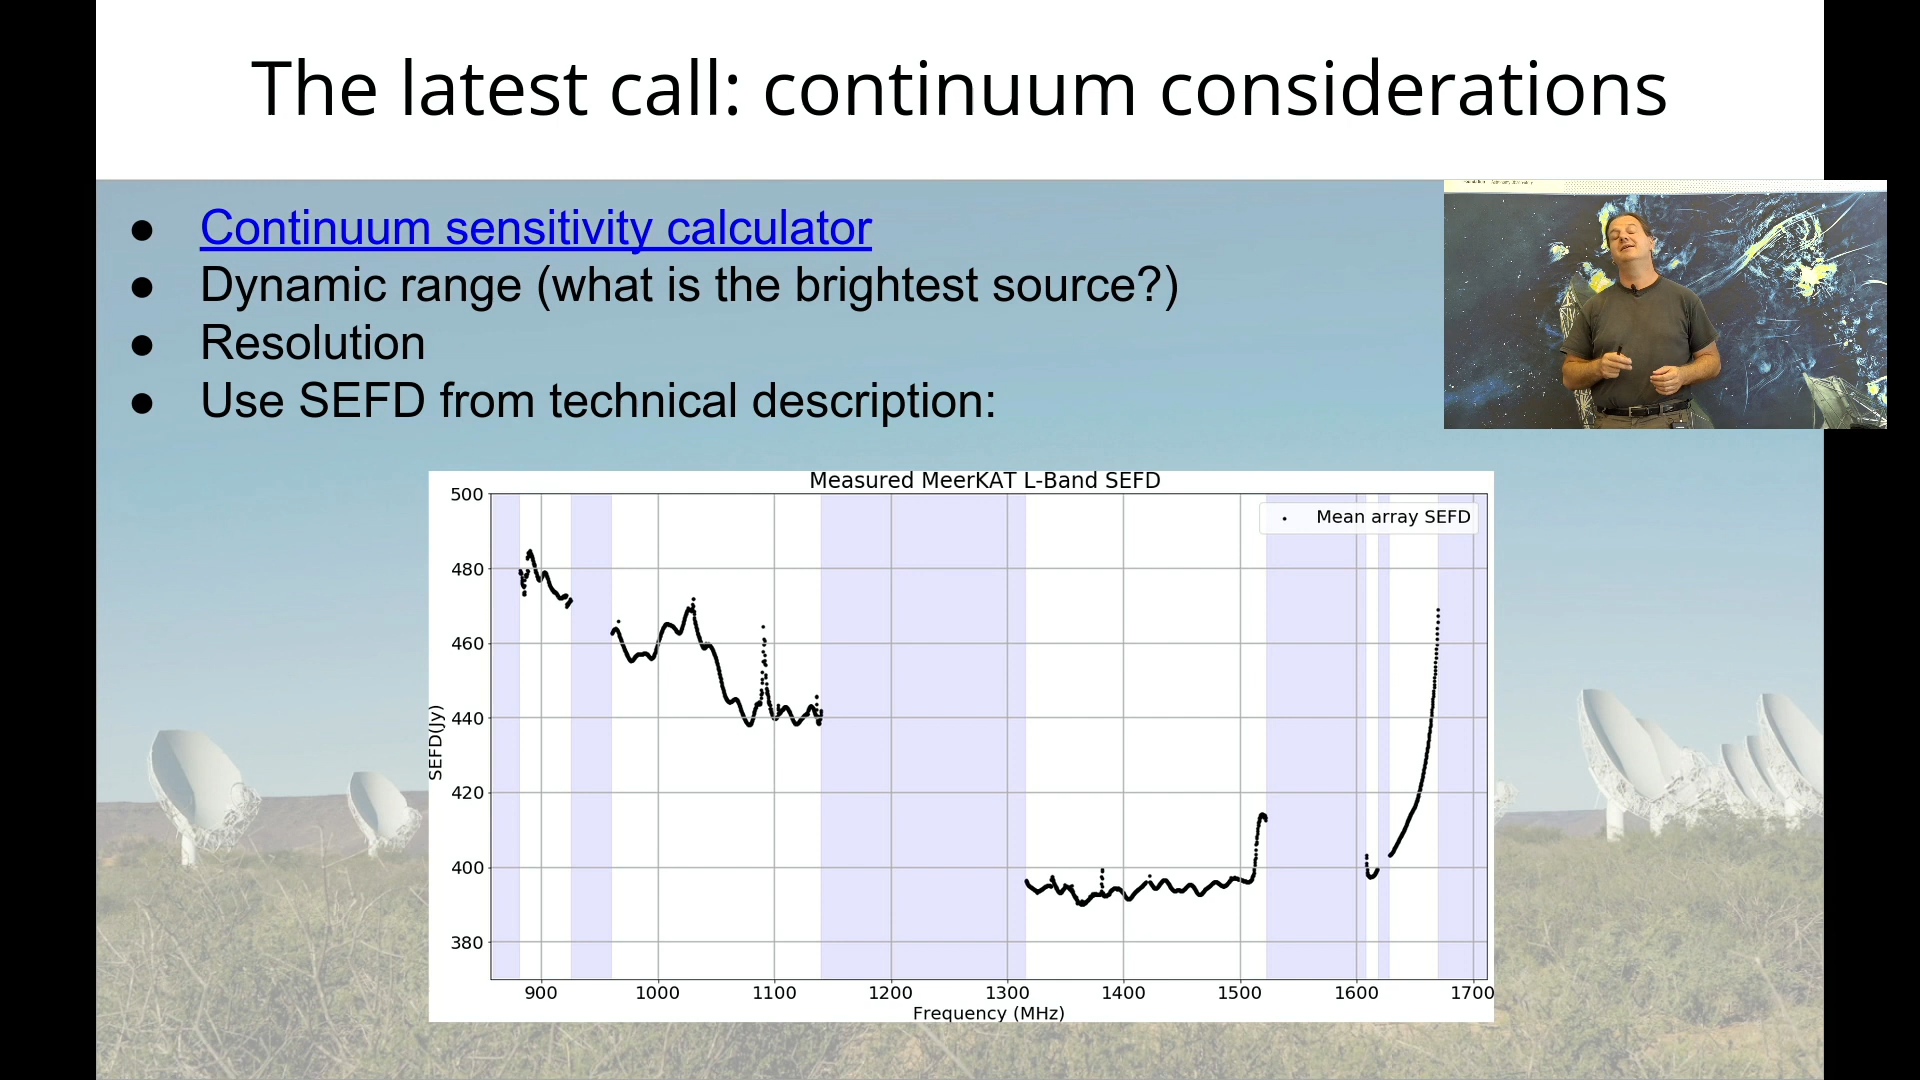 The latest call: continuum considerations
● Continuum sensitivity calculator
● Dynamic range (what is the brightest source?)
● Resolution
● Use SEFD from technical description:
Measured MeerKAT L-Band SEFD
Mean array SEFD
500
480
460
440
420
400
380
SEFD(Jy)
900 1000 1100 1200 1300 1400 1500 1600 1700
Frequency (MHz)